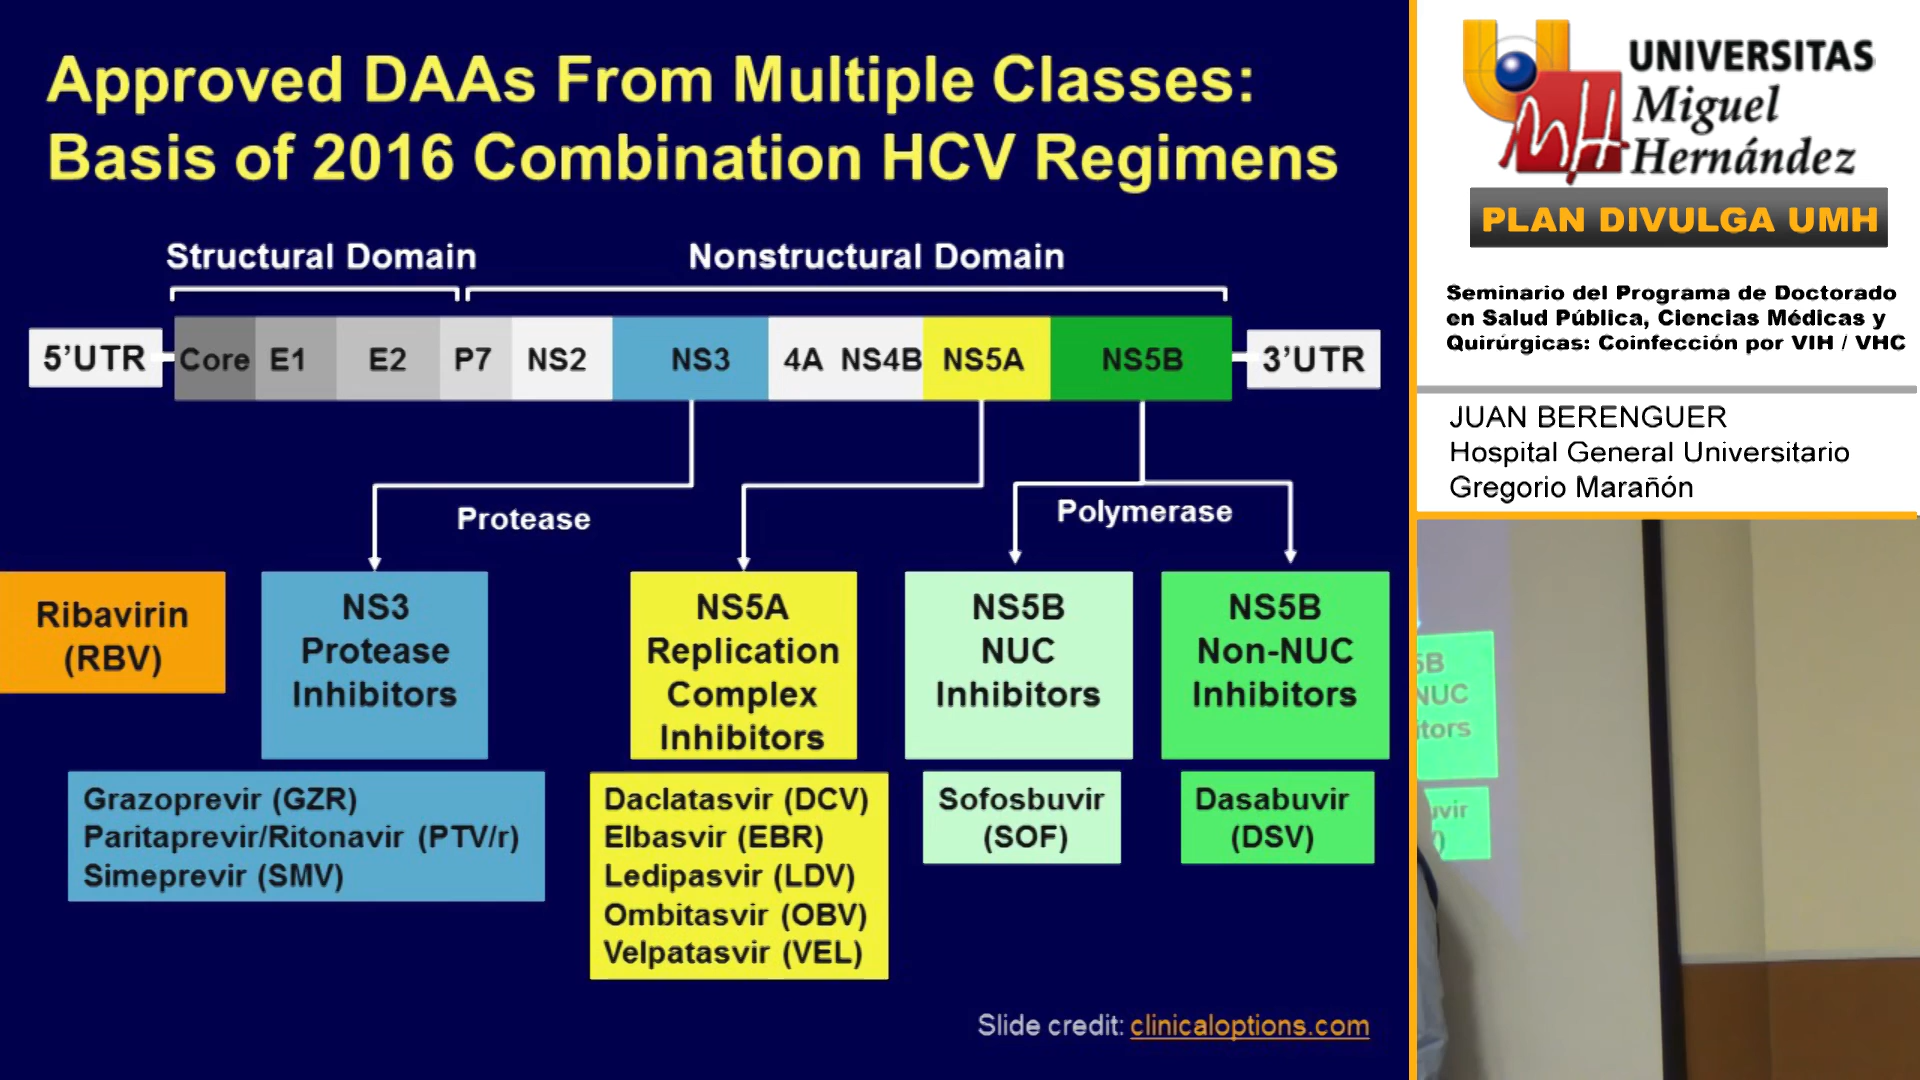 Approved DAAs From Multiple Classes:
Basis of 2016 Combination HCV Regimens
Structural Domain
Nonstructural Domain
5’UTR
Core
E1
E2
P7
NS2
NS3
4A
NS4B
NS5A
NS5B
3’UTR
Protease
Polymerase
Ribavirin
(RBV)
NS3
Protease
Inhibitors
NS5A
Replication
Complex
Inhibitors
NS5B
NUC
Inhibitors
NS5B
Non-NUC
Inhibitors
Grazoprevir (GZR)
Paritaprevir/Ritonavir (PTV/r)
Simeprevir (SMV)
Daclatasvir (DCV)
Elbasvir (EBR)
Ledipasvir (LDV)
Ombitasvir (OBV)
Velpatasvir (VEL)
Sofosbuvir
(SOF)
Dasabuvir
(DSV)
Slide credit: clinicaloptions.com
UNIVERSITAS
Miguel
Hernández
PLAN DIVULGA UMH
Seminario del Programa de Doctorado
en Salud Pública, Ciencias Médicas y
Quirúrgicas: Coinfección por VIH / VHC
JUAN BERENGUER
Hospital General Universitario
Gregorio Marañón
5B
NUC
itors
uvir